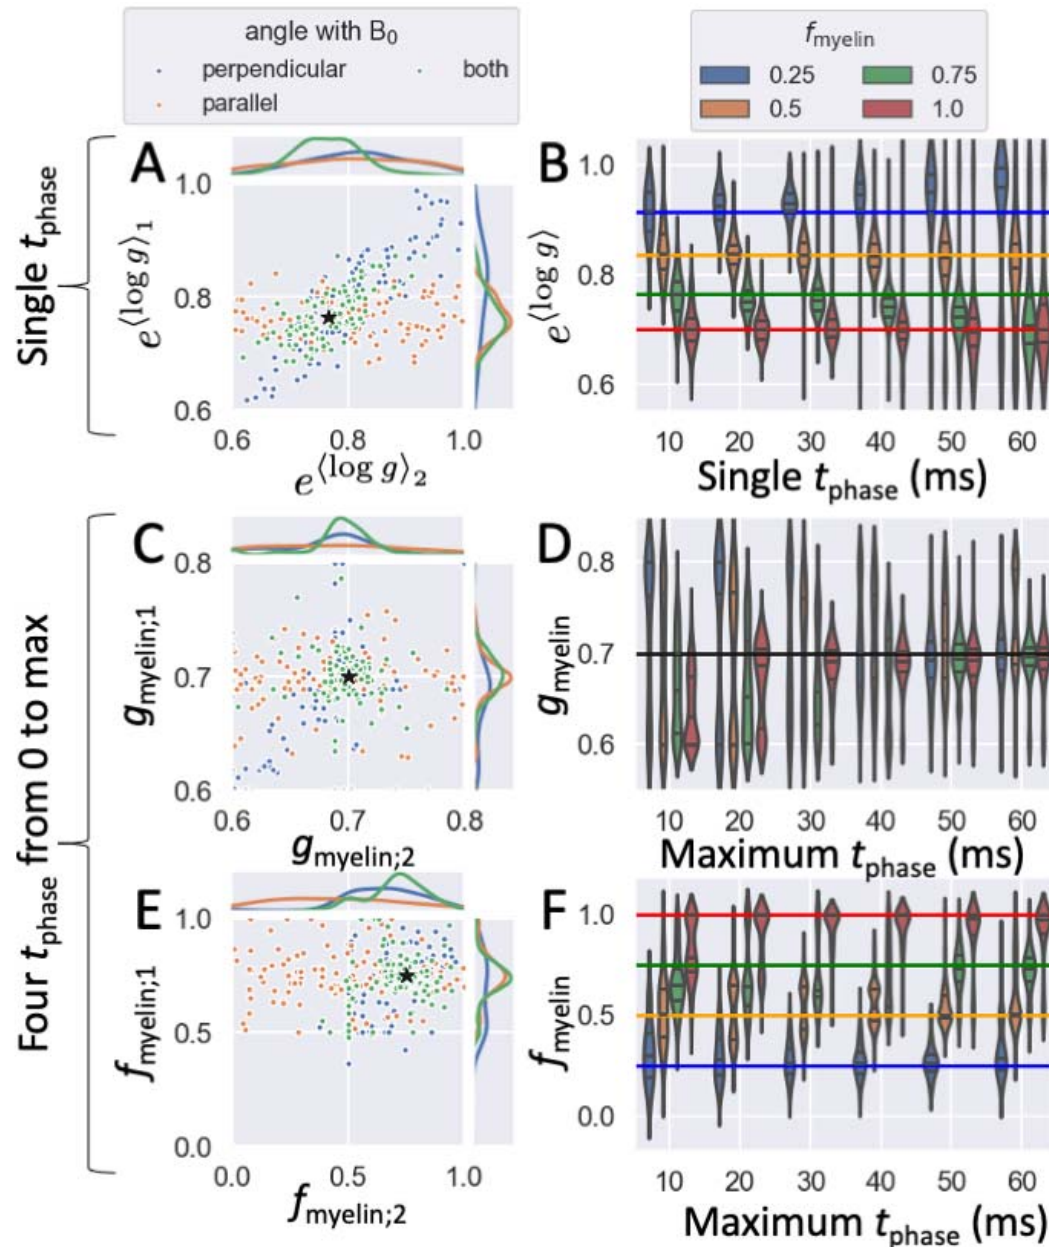 angle with B0
perpendicular
both
parallel
fmyelin
0.25
0.75
0.5
1.0
Single tphase
A
1.0
0.8
0.6
e⟨log g⟩1
0.6
0.8
1.0
e⟨log g⟩2
B
1.0
0.8
0.6
e⟨log g⟩
10
20
30
40
50
60
Single tphase (ms)
Four tphase from 0 to max
C
0.8
0.7
0.6
gmyelin;1
0.6
0.7
0.8
gmyelin;2
D
0.8
0.7
0.6
gmyelin
10
20
30
40
50
60
Maximum tphase (ms)
E
1.0
0.5
0.0
fmyelin;1
0.0
0.5
1.0
fmyelin;2
F
1.0
0.5
0.0
fmyelin
10
20
30
40
50
60
Maximum tphase (ms)